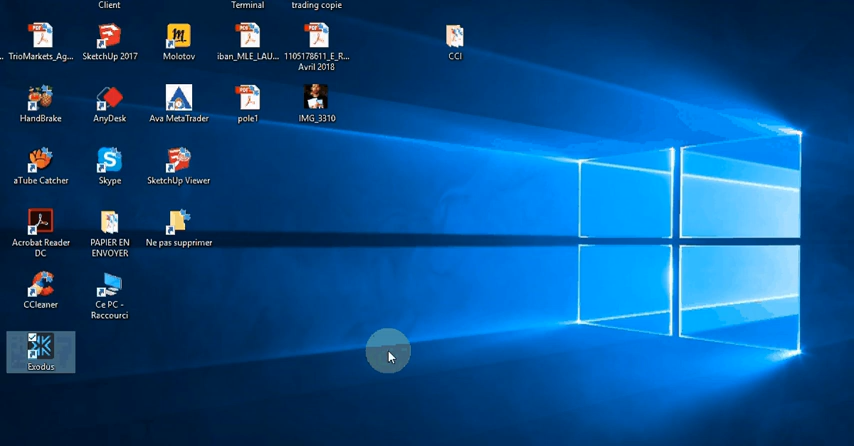 Client
Terminal
trading copie
TrioMarkets_Ag...
SketchUp 2017
Molotov
iban_MLE_LAU...
1105178611_E_R...
Avril 2018
CCI
HandBrake
AnyDesk
Ava MetaTrader
pole1
IMG_3310
aTube Catcher
Skype
SketchUp Viewer
Acrobat Reader
DC
PAPIER EN
ENVOYER
Ne pas supprimer
CCleaner
Ce PC -
Raccourci
Exodus